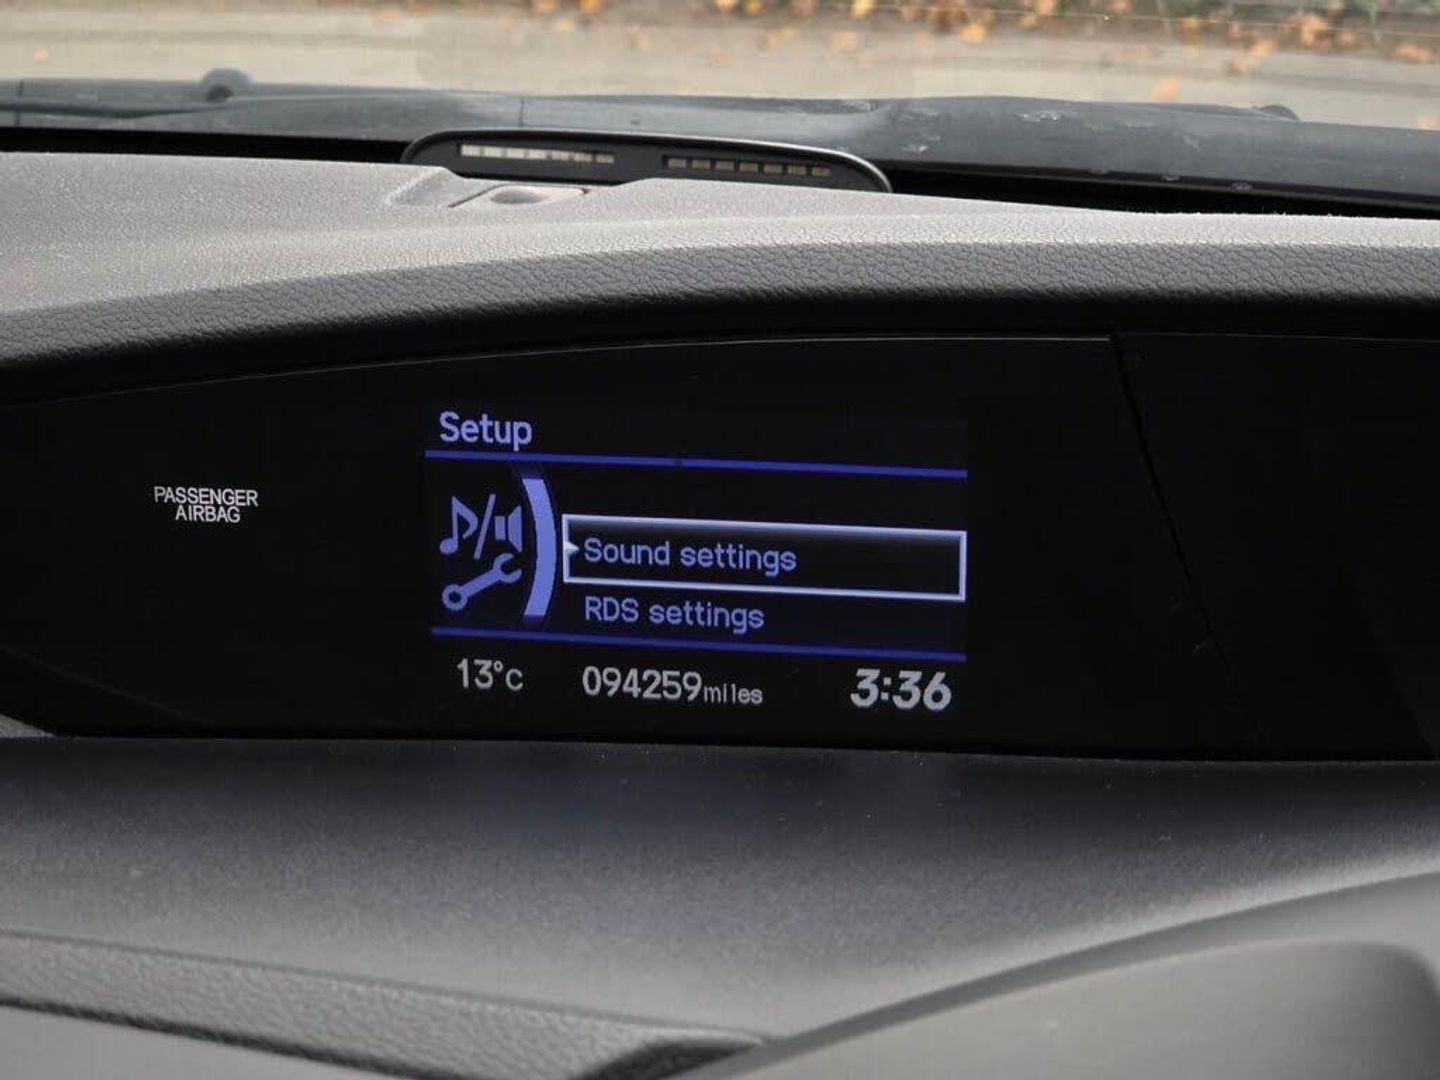 Setup
PASSENGER
AIRBAG
Sound settings
RDS settings
13°C 094259miles 3:36